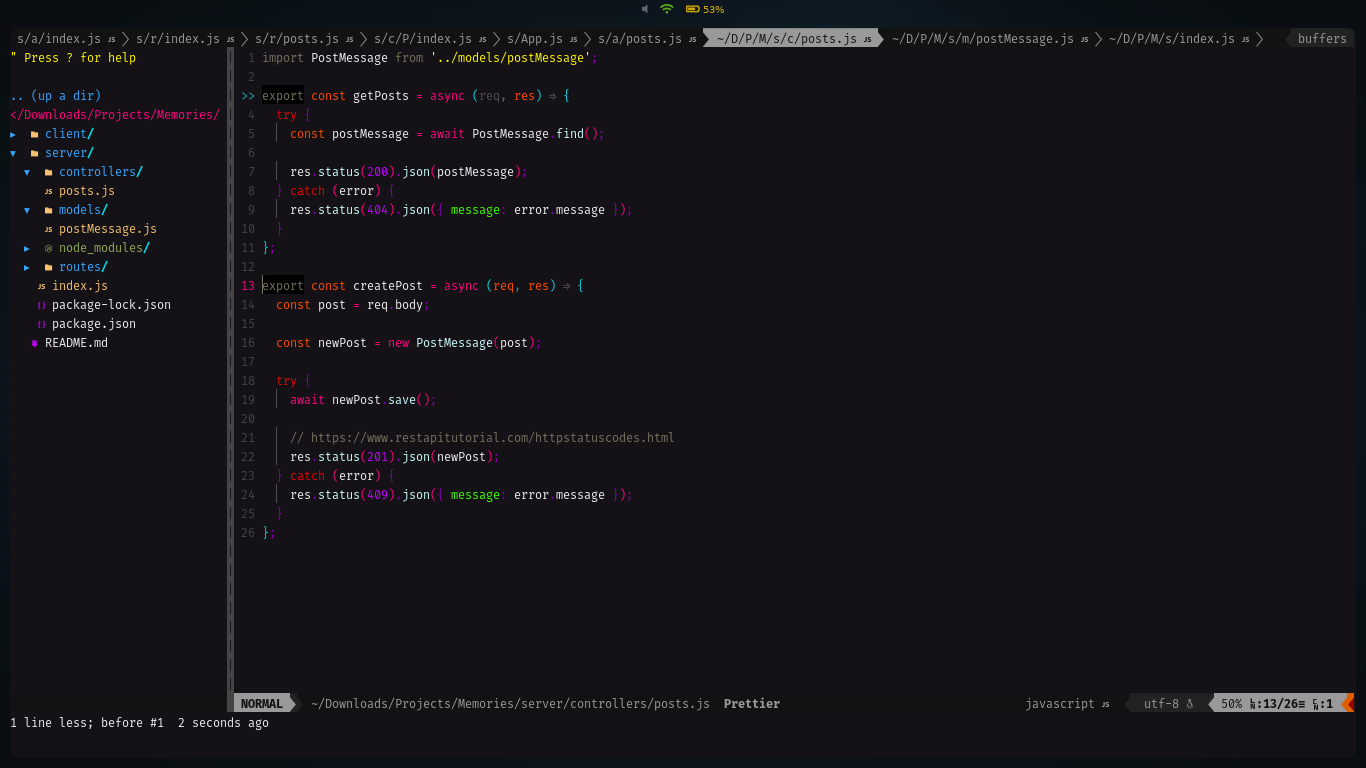 53%
s/a/index.js JS s/r/index.js JS s/r/posts.js JS s/c/P/index.js JS s/App.js JS s/a/posts.js JS ~/D/P/M/s/c/posts.js JS ~/D/P/M/s/m/postMessage.js JS ~/D/P/M/s/index.js JS buffers
" Press ? for help
.. (up a dir)
</Downloads/Projects/Memories/
▸ client/
▾ server/
▾ controllers/
JS posts.js
▾ models/
JS postMessage.js
▸ node_modules/
▸ routes/
JS index.js
{} package-lock.json
{} package.json
README.md
1 import PostMessage from '../models/postMessage';
2
>> export const getPosts = async (req, res) => {
4 try {
5 const postMessage = await PostMessage.find();
6
7 res.status(200).json(postMessage);
8 } catch (error) {
9 res.status(404).json({ message: error.message });
10 }
11 };
12
13 export const createPost = async (req, res) => {
14 const post = req.body;
15
16 const newPost = new PostMessage(post);
17
18 try {
19 await newPost.save();
20
21 // https://www.restapitutorial.com/httpstatuscodes.html
22 res.status(201).json(newPost);
23 } catch (error) {
24 res.status(409).json({ message: error.message });
25 }
26 };
NORMAL ~/Downloads/Projects/Memories/server/controllers/posts.js Prettier javascript JS utf-8 50% ㏑:13/26≡ ℅:1
1 line less; before #1 2 seconds ago